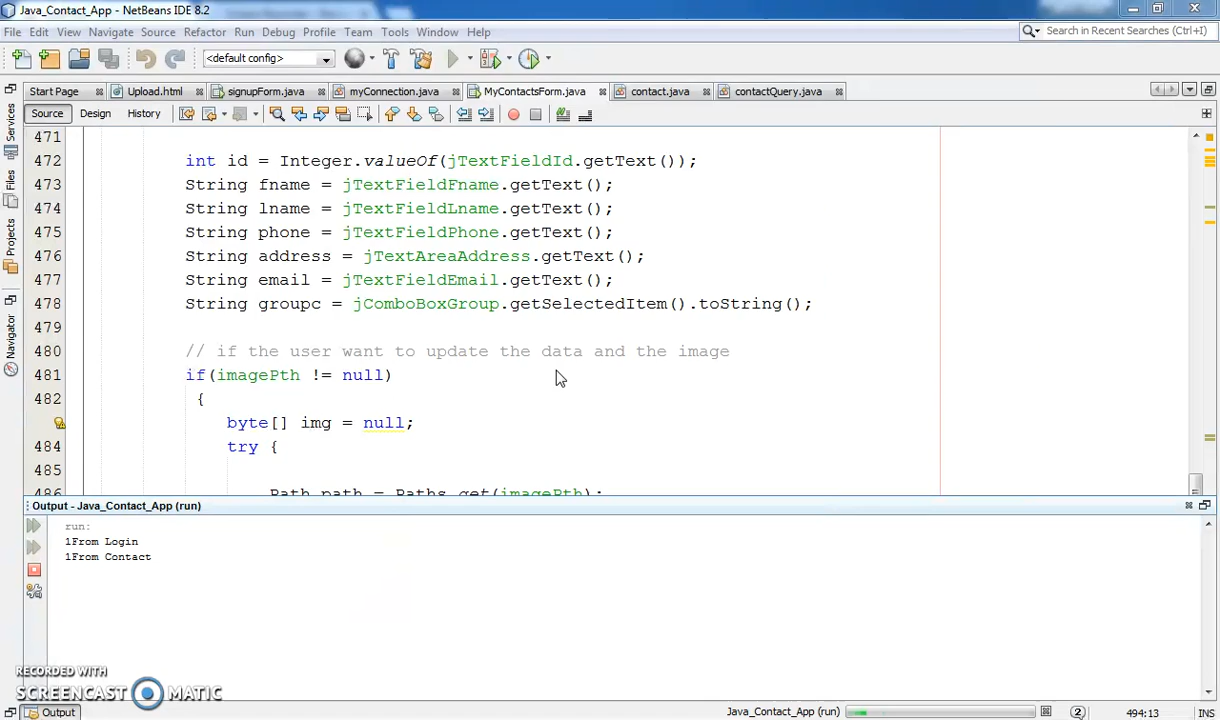 Java_Contact_App - NetBeans IDE 8.2
File Edit View Navigate Source Refactor Run Debug Profile Team Tools Window Help
Search in Recent Searches (Ctrl+I)
<default config>
Start Page Upload.html signupForm.java myConnection.java MyContactsForm.java contact.java contactQuery.java
Source Design History
Services
Files
Projects
Navigator
471
472 int id = Integer.valueOf(jTextFieldId.getText());
473 String fname = jTextFieldFname.getText();
474 String lname = jTextFieldLname.getText();
475 String phone = jTextFieldPhone.getText();
476 String address = jTextAreaAddress.getText();
477 String email = jTextFieldEmail.getText();
478 String groupc = jComboBoxGroup.getSelectedItem().toString();
479
480 // if the user want to update the data and the image
481 if(imagePth != null)
482 {
byte[] img = null;
484 try {
485
486 Path path = Paths.get(imagePth);
Output - Java_Contact_App (run)
run:
1From Login
1From Contact
RECORDED WITH
SCREENCAST MATIC
Output
Java_Contact_App (run)
2
494:13
INS